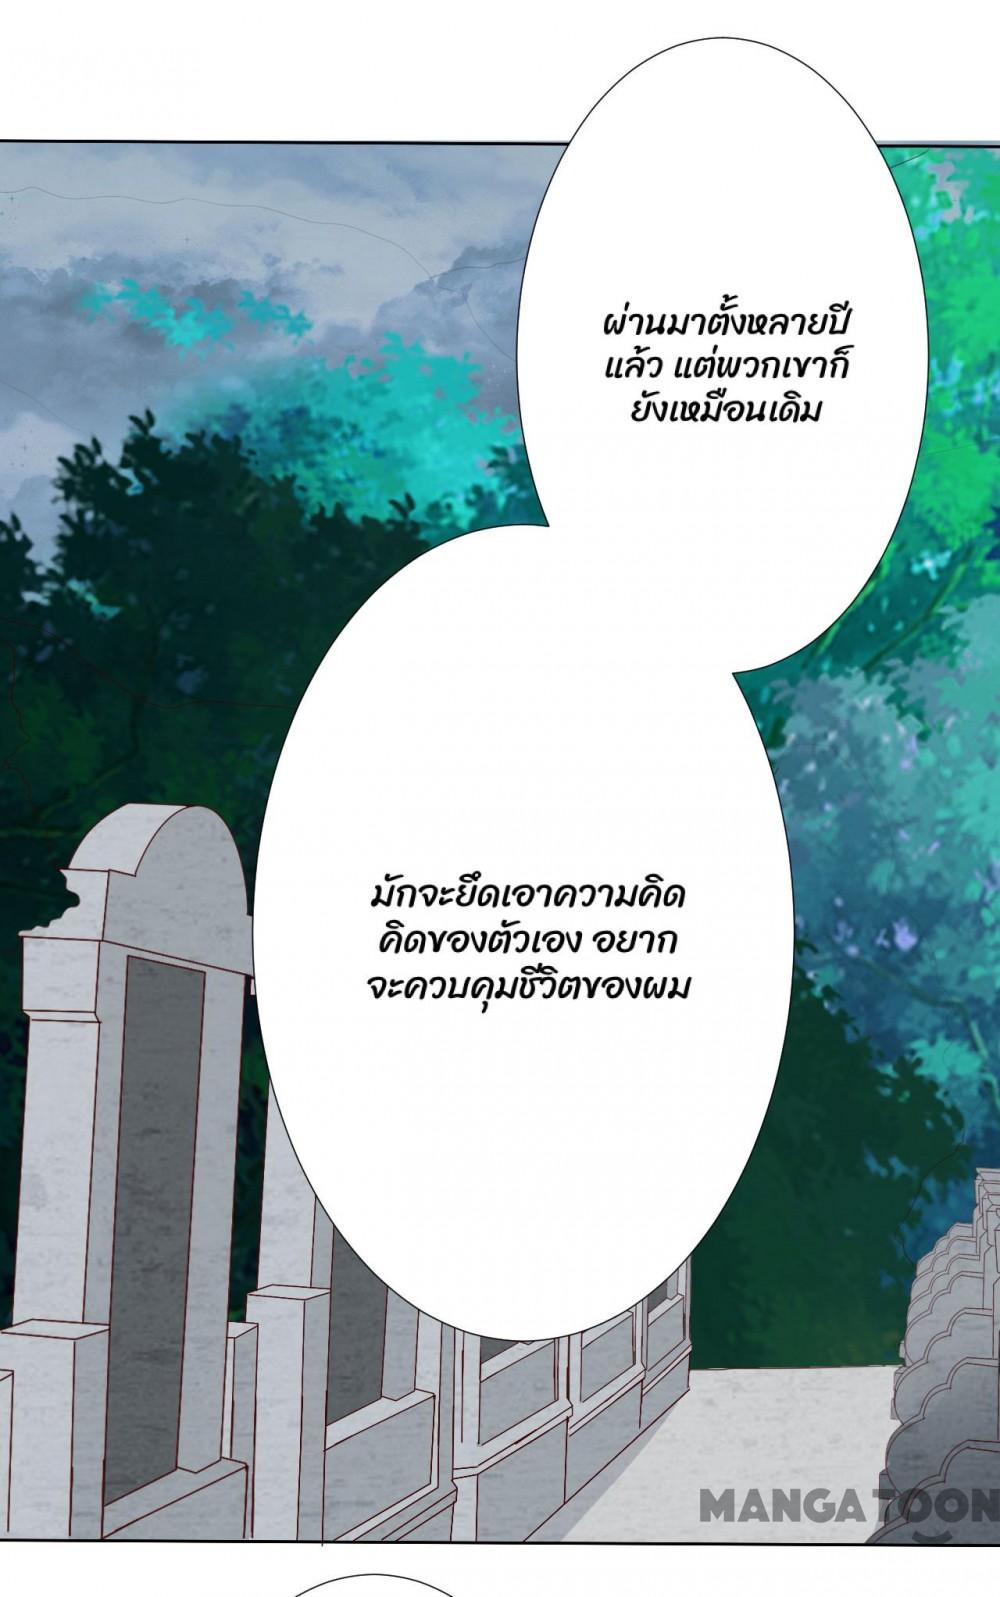 ผ่านมาตั้งหลายปี
แล้ว แต่พวกเขาก็
ยังเหมือนเดิม
มักจะยึดเอาความคิด
คิดของตัวเอง อยาก
จะควบคุมชีวิตของผม
MANGA TOON
MANGA TOON